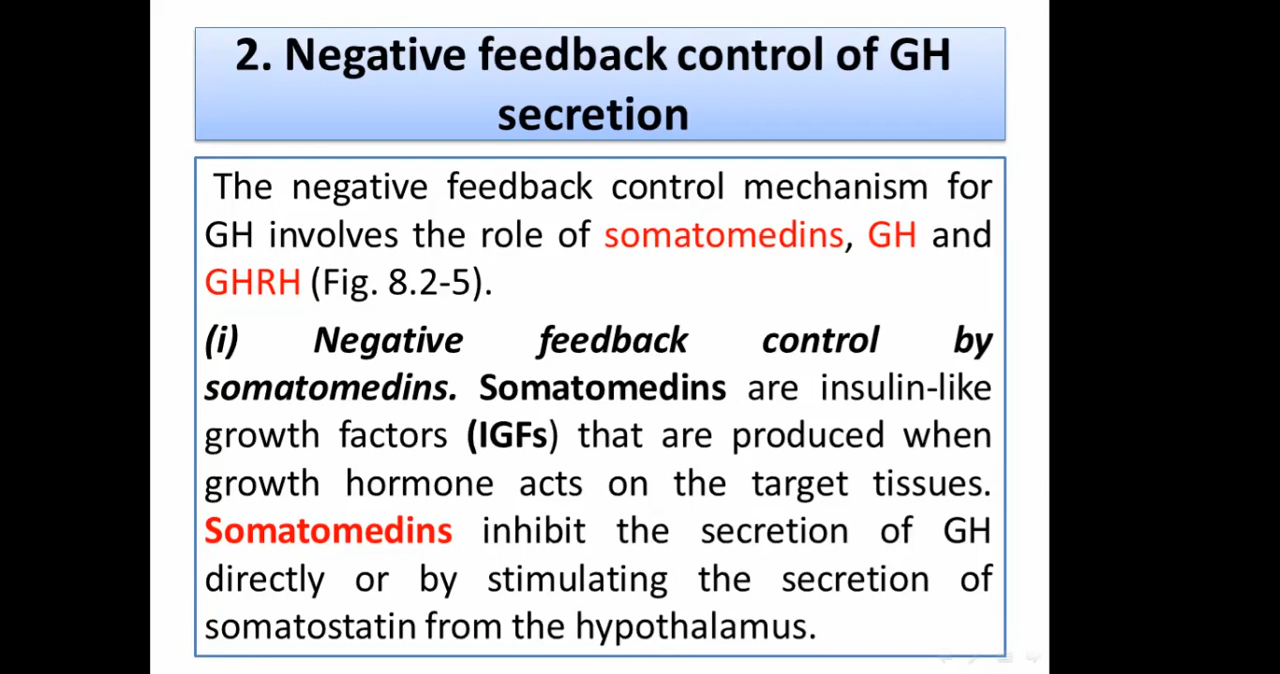 2. Negative feedback control of GH
secretion
The negative feedback control mechanism for
GH involves the role of somatomedins, GH and
GHRH (Fig. 8.2-5).
(i) Negative feedback control by
somatomedins. Somatomedins are insulin-like
growth factors (IGFs) that are produced when
growth hormone acts on the target tissues.
Somatomedins inhibit the secretion of GH
directly or by stimulating the secretion of
somatostatin from the hypothalamus.